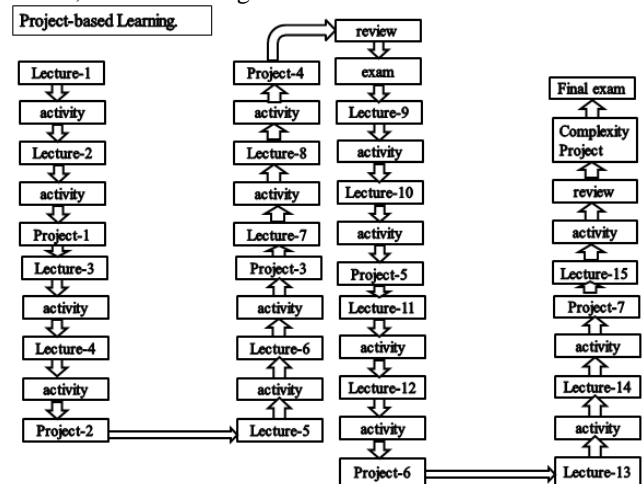 Project-based Learning.
Lecture-1
activity
Lecture-2
activity
Project-1
Lecture-3
activity
Lecture-4
activity
Project-2
Project-4
activity
Lecture-8
activity
Lecture-7
Project-3
activity
Lecture-6
activity
Lecture-5
review
exam
Lecture-9
activity
Lecture-10
activity
Project-5
Lecture-11
activity
Lecture-12
activity
Project-6
Final exam
Complexity
Project
review
activity
Lecture-15
Project-7
activity
Lecture-14
activity
Lecture-13